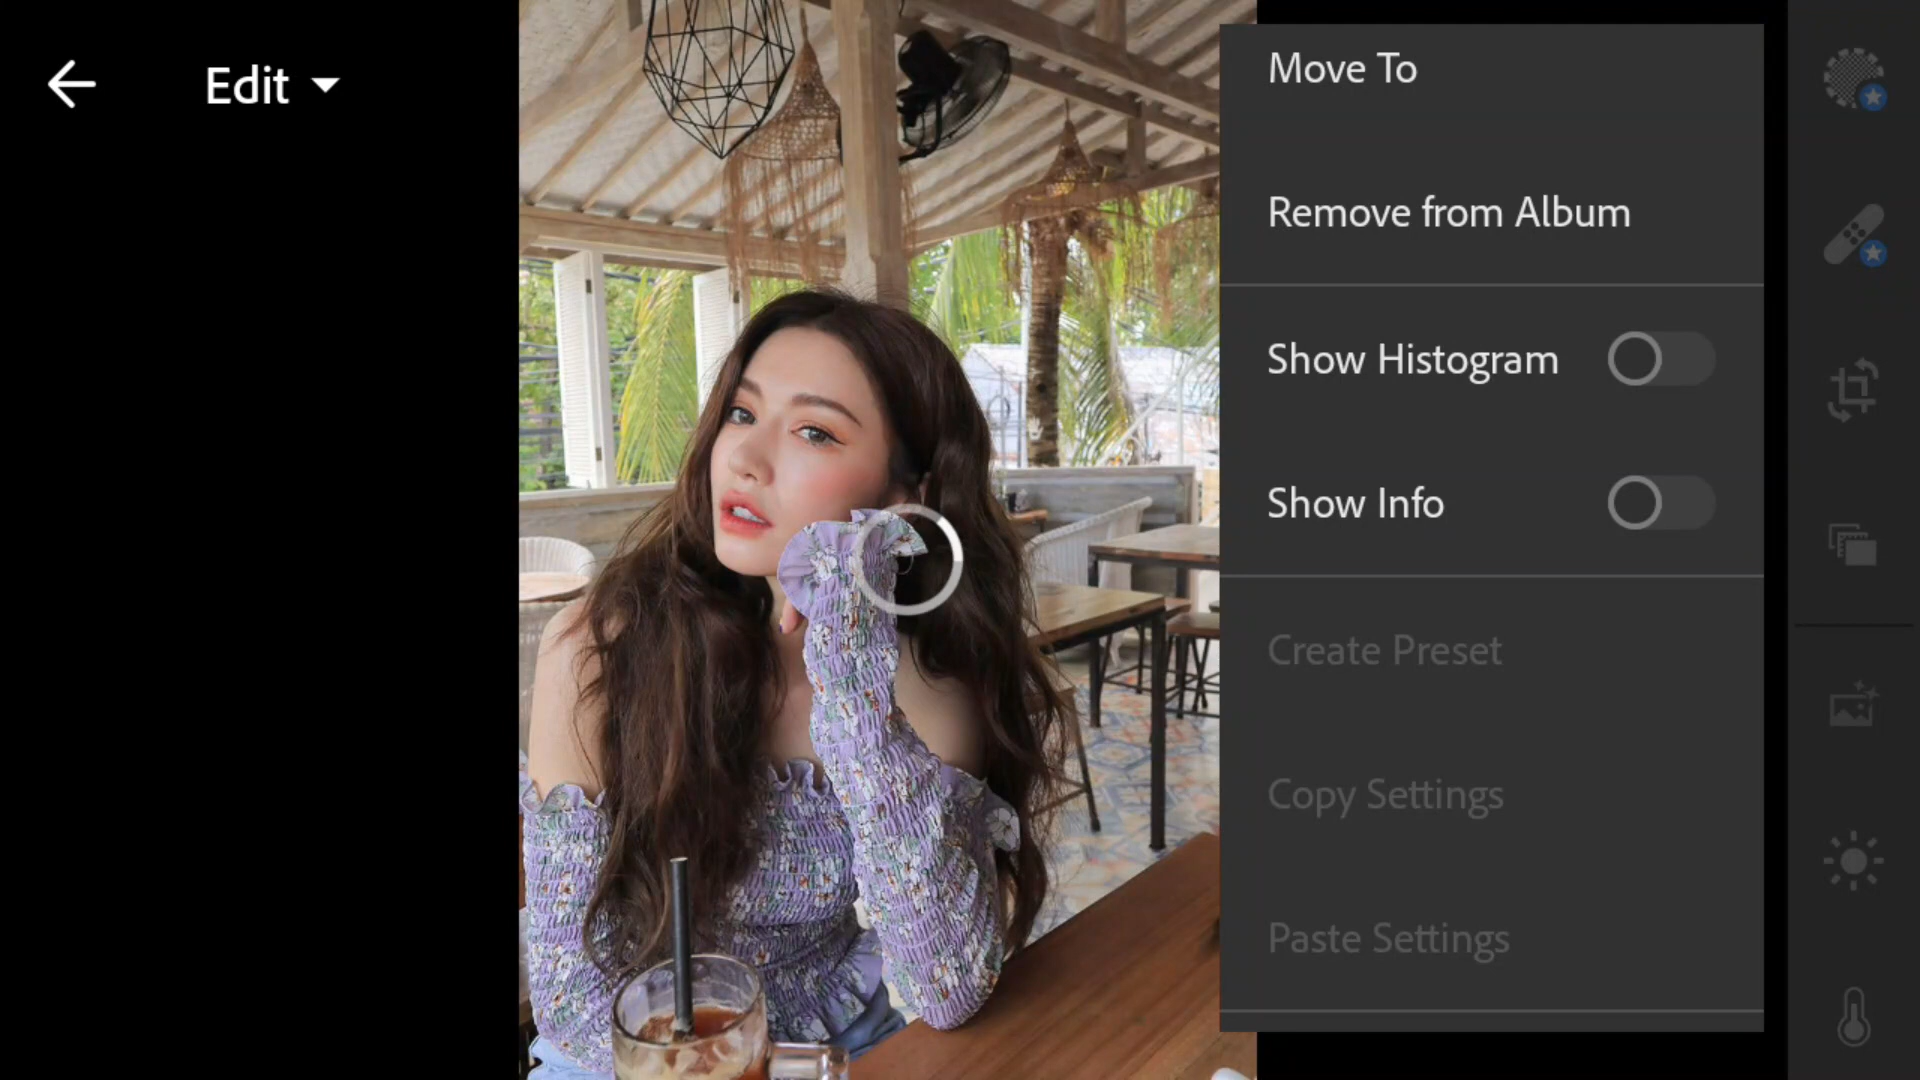 Edit
Move To
Remove from Album
Show Histogram
Show Info
Create Preset
Copy Settings
Paste Settings